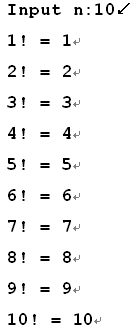 Input n:10↙
1! = 1↵
2! = 2↵
3! = 3↵
4! = 4↵
5! = 5↵
6! = 6↵
7! = 7↵
8! = 8↵
9! = 9↵
10! = 10↵